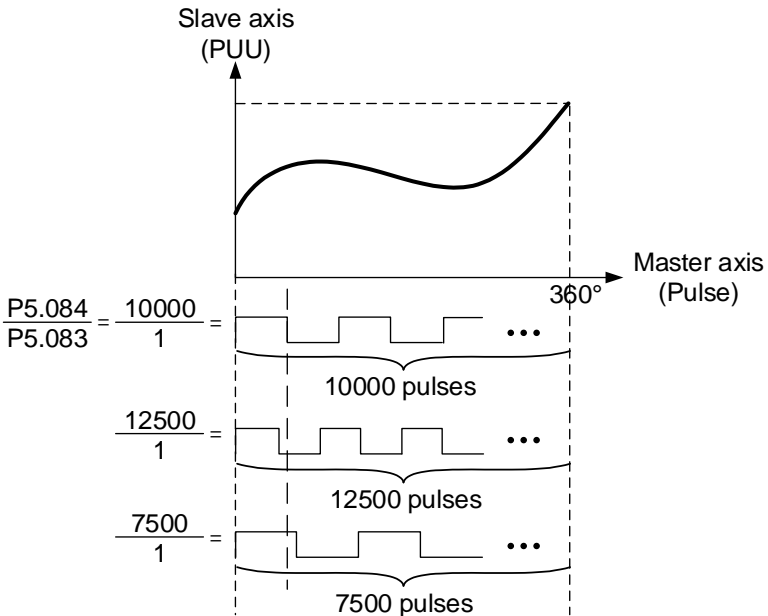 Slave axis
(PUU)
Master axis
(Pulse)
360°
P5.084
P5.083
=
10000
1
=
•••
10000 pulses
12500
1
=
•••
12500 pulses
7500
1
=
•••
7500 pulses